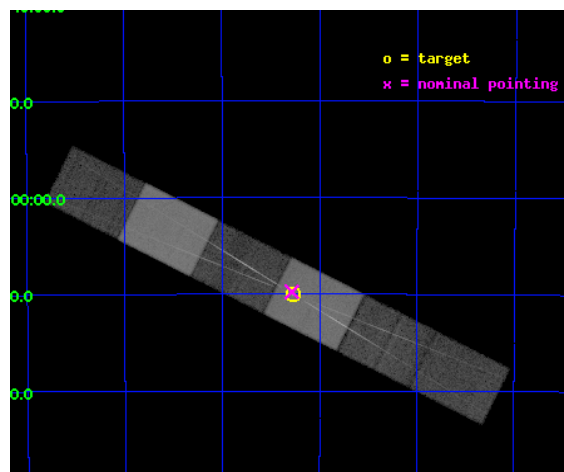 o = target
x = nominal pointing
0.0
00:00.0
0.0
0.0